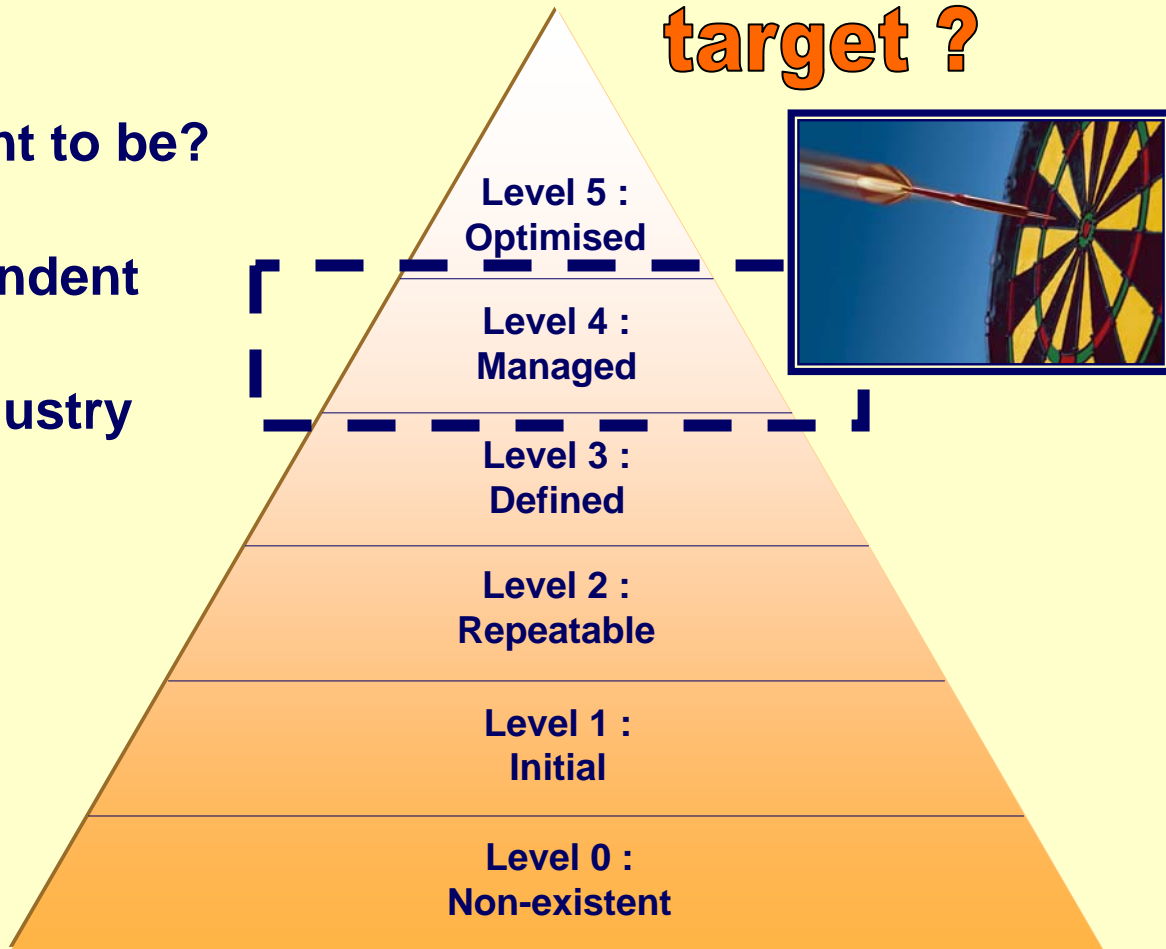 target ?
nt to be?
ndent
ustry
Level 5 :
Optimised
Level 4 :
Managed
Level 3 :
Defined
Level 2 :
Repeatable
Level 1 :
Initial
Level 0 :
Non-existent